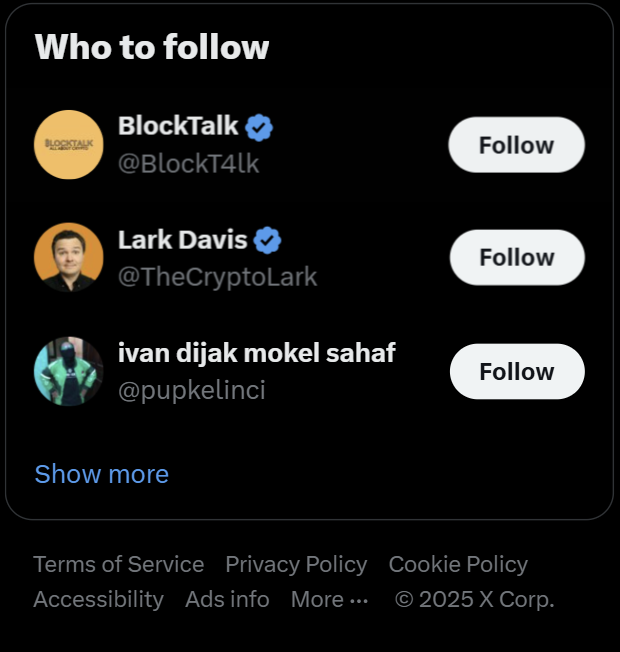 Who to follow
BLOCKTALK
ALL ABOUT CRYPTO
BlockTalk
@BlockT4lk
Follow
Lark Davis
@TheCryptoLark
Follow
ivan dijak mokel sahaf
@pupkelinci
Follow
Show more
Terms of Service Privacy Policy Cookie Policy
Accessibility Ads info More ··· © 2025 X Corp.